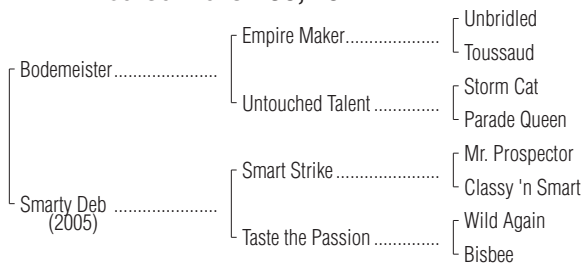 Unbridled
Empire Maker.....................
Toussaud
Bodemeister.......................
Storm Cat
Untouched Talent ...............
Parade Queen
Mr. Prospector
Smart Strike .......................
Classy 'n Smart
Smarty Deb .......................
(2005)
Wild Again
Taste the Passion ...............
Bisbee